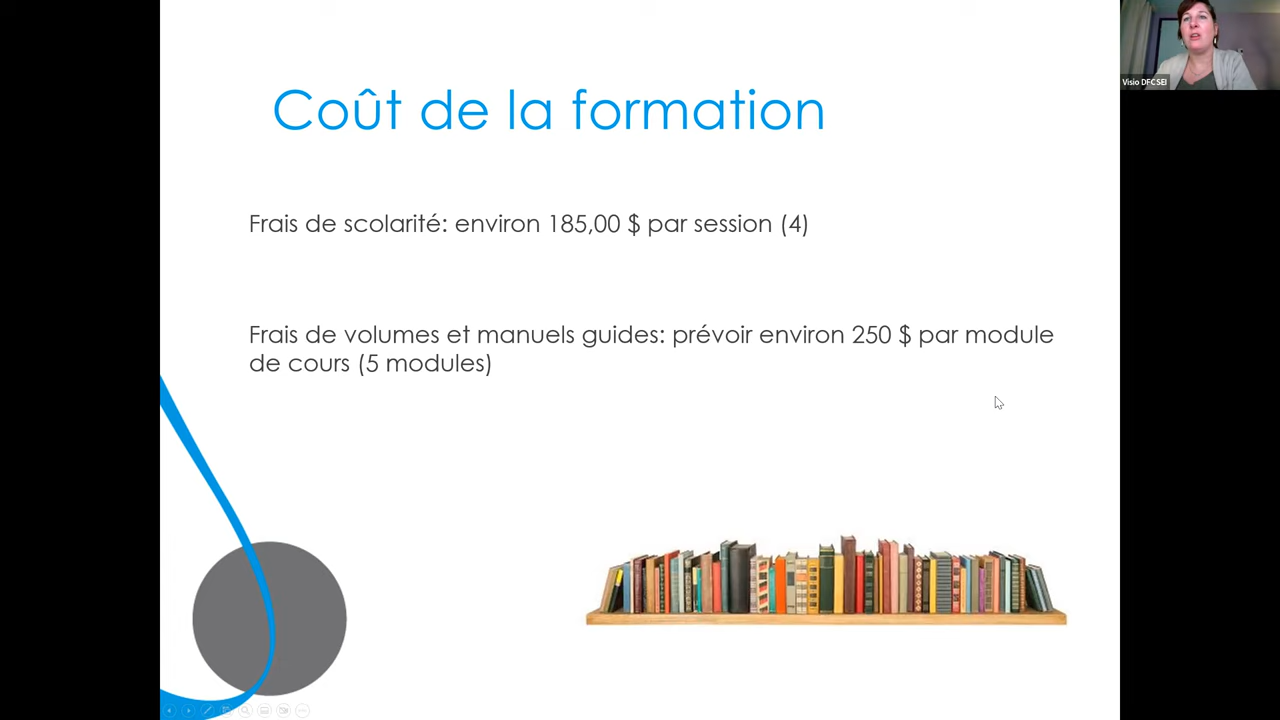 Coût de la formation
Visio DFCSEI
Frais de scolarité: environ 185,00 $ par session (4)
Frais de volumes et manuels guides: prévoir environ 250 $ par module
de cours (5 modules)